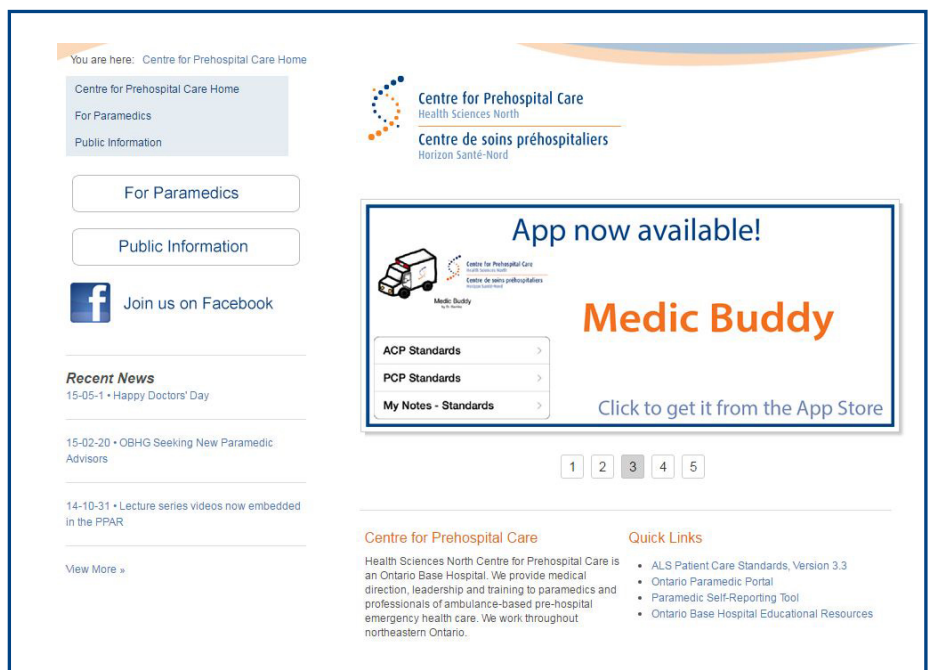 You are here: Centre for Prehospital Care Home
Centre for Prehospital Care Home
For Paramedics
Public Information
For Paramedics
Public Information
f Join us on Facebook
Recent News
15-05-1 • Happy Doctors' Day
15-02-20 • OBHG Seeking New Paramedic
Advisors
14-10-31 • Lecture series videos now embedded
in the PPAR
View More »
Centre for Prehospital Care
Health Sciences North
Centre de soins préhospitaliers
Horizon Santé-Nord
App now available!
Centre for Prehospital Care
Health Sciences North
Centre de soins préhospitaliers
Horizon Santé-Nord
Medic Buddy
Medic Buddy
ACP Standards
PCP Standards
My Notes - Standards
Click to get it from the App Store
1 2 3 4 5
Centre for Prehospital Care
Health Sciences North Centre for Prehospital Care is
an Ontario Base Hospital. We provide medical
direction, leadership and training to paramedics and
professionals of ambulance-based pre-hospital
emergency health care. We work throughout
northeastern Ontario.
Quick Links
• ALS Patient Care Standards, Version 3.3
• Ontario Paramedic Portal
• Paramedic Self-Reporting Tool
• Ontario Base Hospital Educational Resources